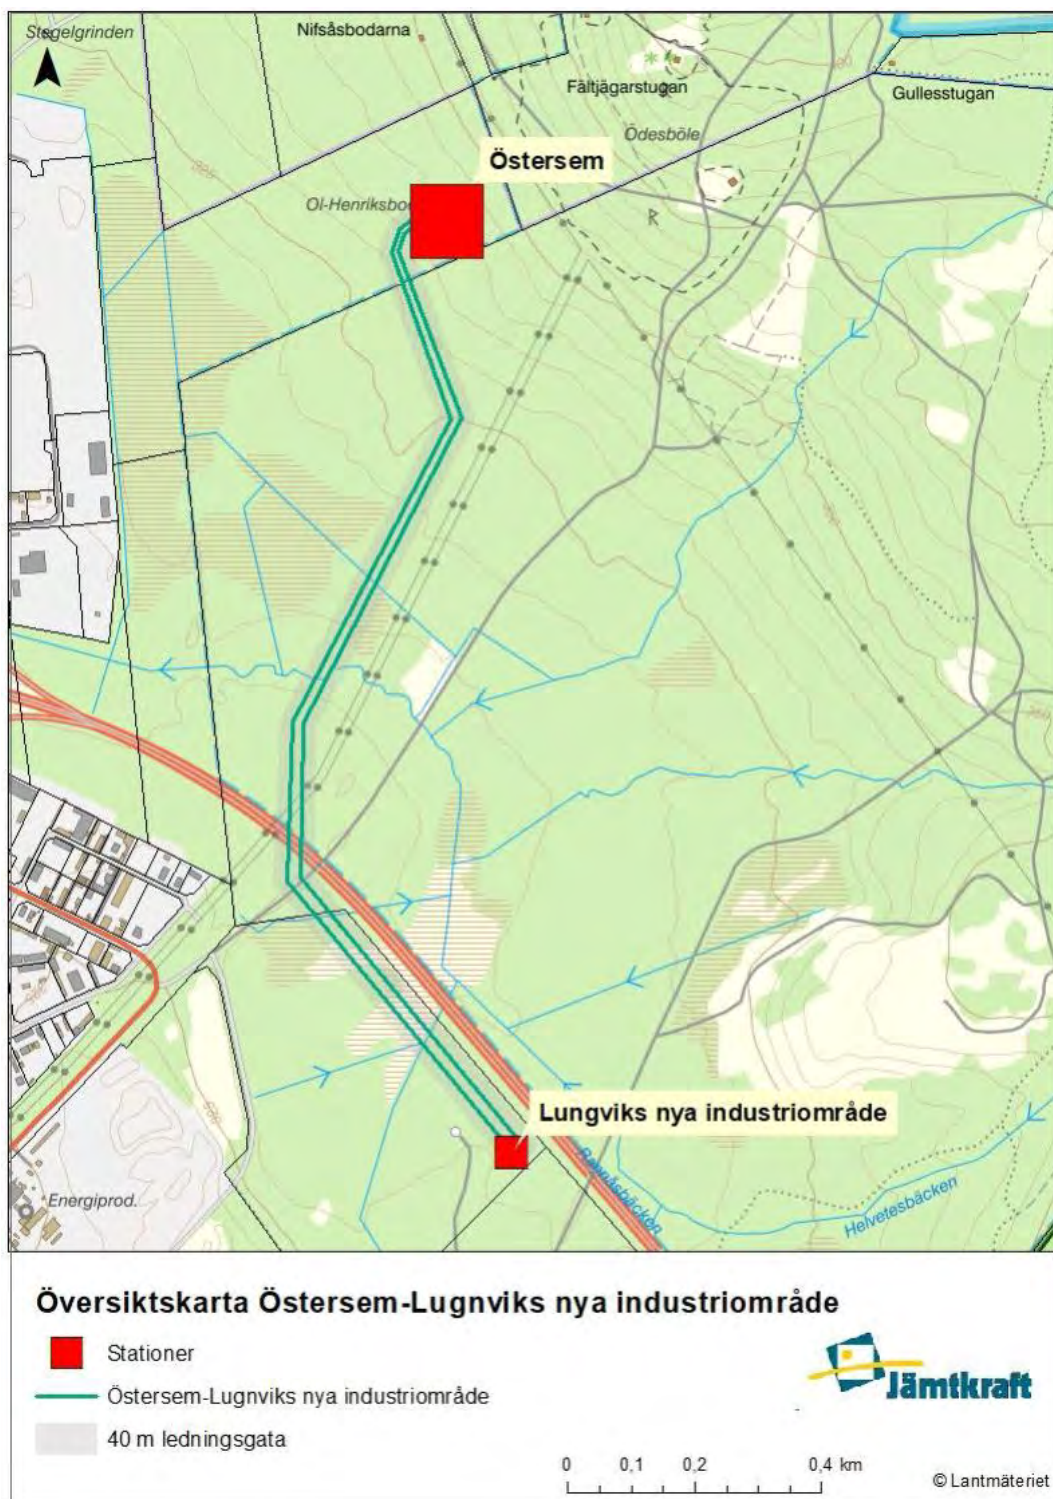 Stegelgrinden
Nifsåsbodarna
Fältjägarstugan
Gullesstugan
Ödesböle
Östersem
Ol-Henriksbo
R
Lungviks nya industriområde
Helvetesbäcken
Energiprod.
Översiktskarta Östersem-Lugnviks nya industriområde
Stationer
Östersem-Lugnviks nya industriområde
40 m ledningsgata
Jämtkraft
0 0,1 0,2 0,4 km
© Lantmäteriet